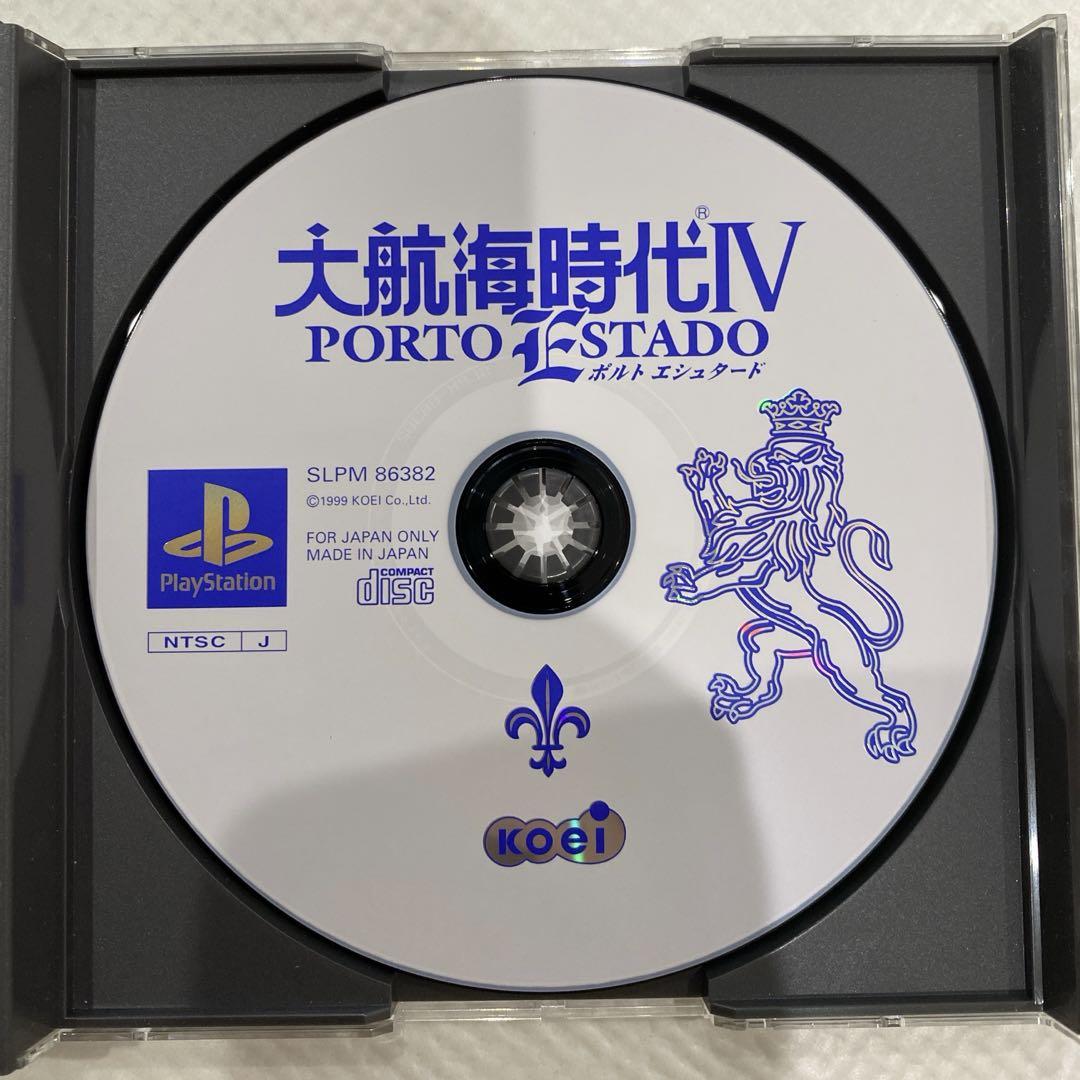 大航海時代IV®
PORTO ESTADO
ポルト エシュタード
SLPM 86382
©1999 KOEI Co.,Ltd.
FOR JAPAN ONLY
MADE IN JAPAN
COMPACT
disc
PlayStation
NTSC J
KOEI